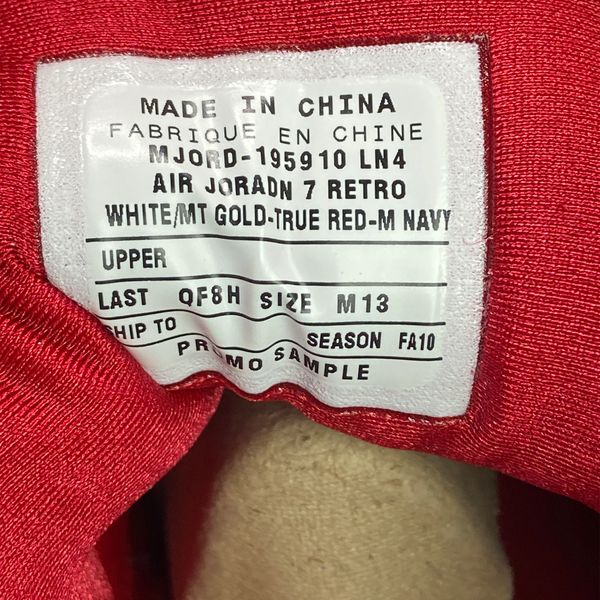 MADE IN CHINA
FABRIQUE EN CHINE
MJORD-195910 LN4
AIR JORADN 7 RETRO
WHITE/MT GOLD-TRUE RED-M NAVY
UPPER
LAST QF8H SIZE M13
SHIP TO SEASON FA10
PROMO SAMPLE